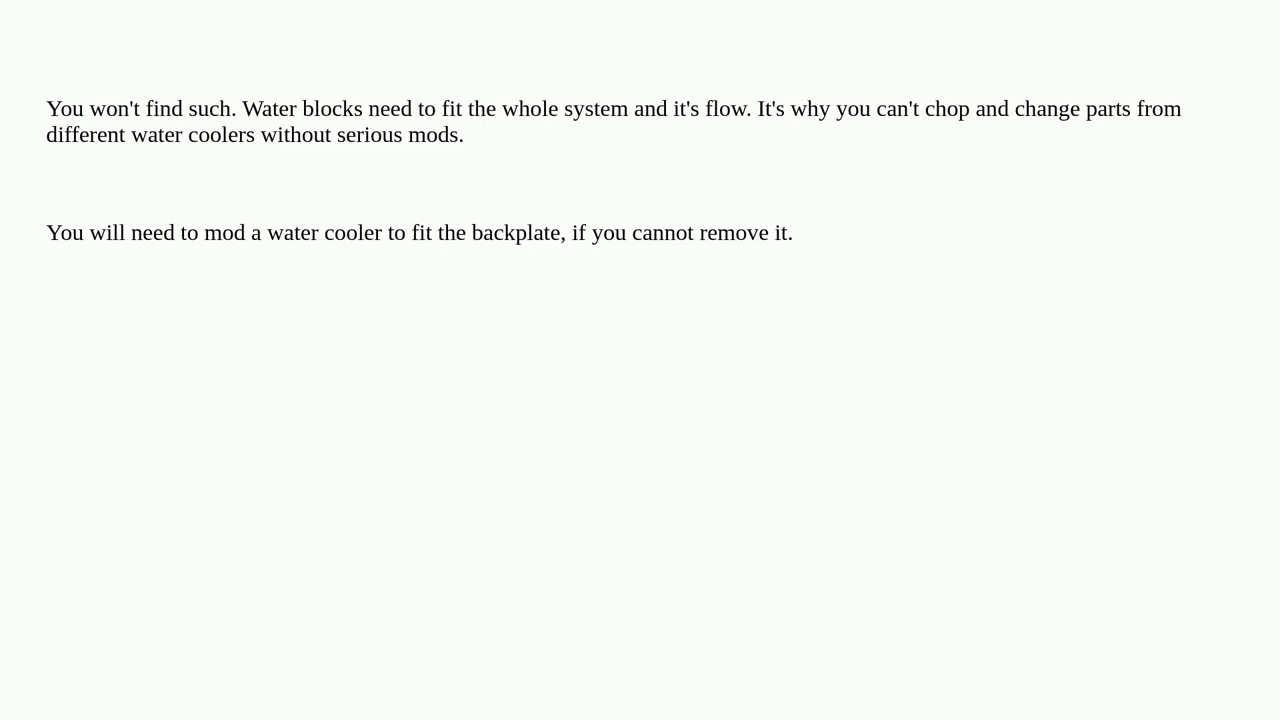 You won't find such. Water blocks need to fit the whole system and it's flow. It's why you can't chop and change parts from
different water coolers without serious mods.
You will need to mod a water cooler to fit the backplate, if you cannot remove it.